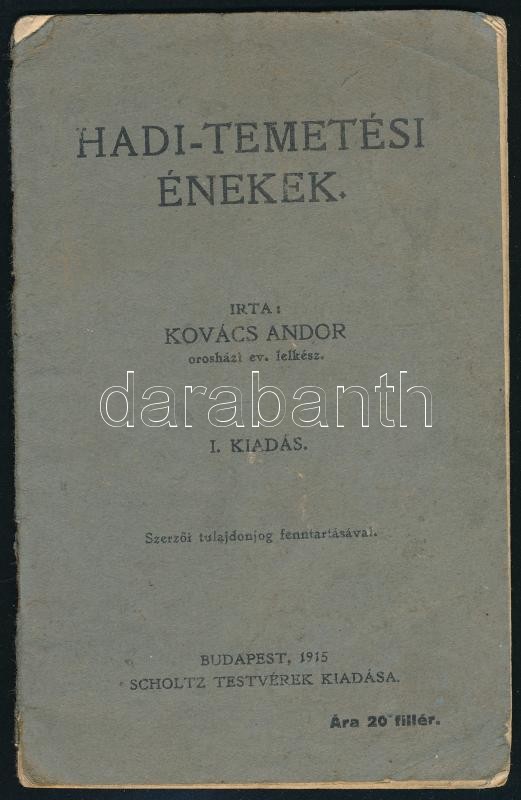 HADI-TEMETÉSI
ÉNEKEK.
IRTA:
KOVÁCS ANDOR
orosházi ev. lelkész.
darabanth
I. KIADÁS.
Szerzői tulajdonjog fenntartásával.
BUDAPEST, 1915
SCHOLTZ TESTVÉREK KIADÁSA.
Ára 20 fillér.